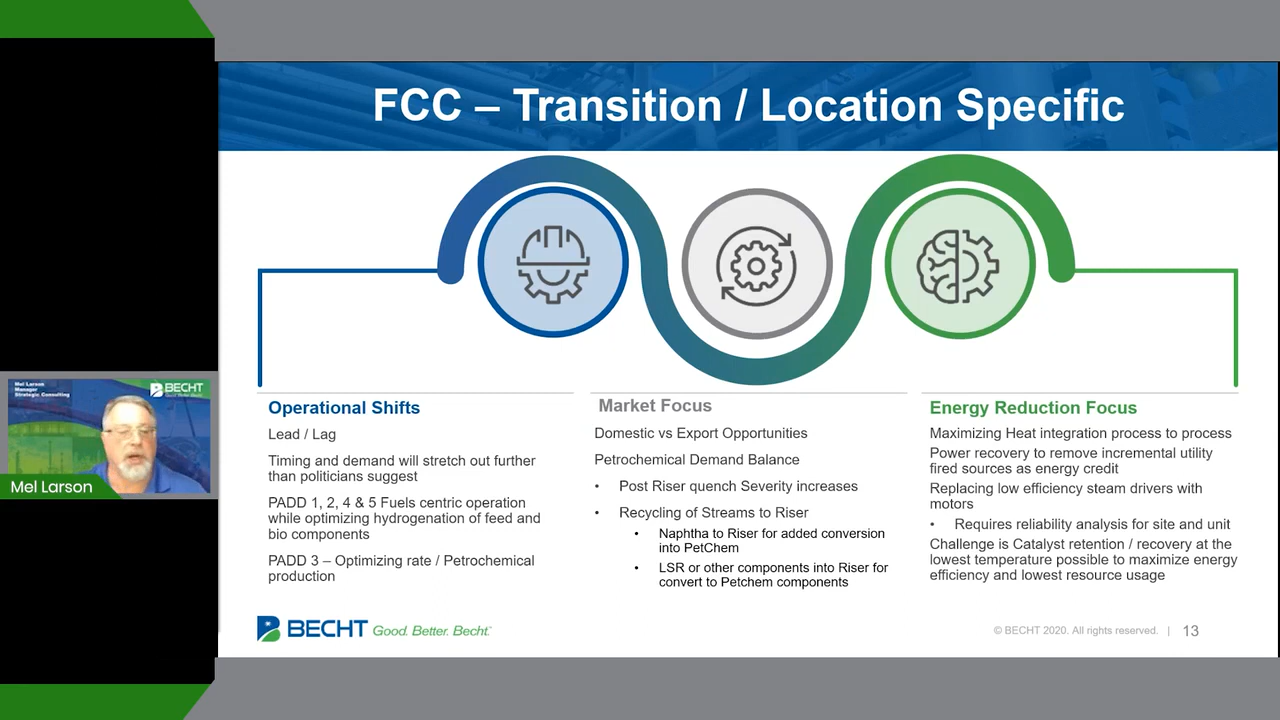 FCC – Transition / Location Specific
Operational Shifts
Lead / Lag
Timing and demand will stretch out further
than politicians suggest
PADD 1, 2, 4 & 5 Fuels centric operation
while optimizing hydrogenation of feed and
bio components
PADD 3 – Optimizing rate / Petrochemical
production
Market Focus
Domestic vs Export Opportunities
Petrochemical Demand Balance
• Post Riser quench Severity increases
• Recycling of Streams to Riser
• Naphtha to Riser for added conversion
into PetChem
• LSR or other components into Riser for
convert to Petchem components
Energy Reduction Focus
Maximizing Heat integration process to process
Power recovery to remove incremental utility
fired sources as energy credit
Replacing low efficiency steam drivers with
motors
• Requires reliability analysis for site and unit
Challenge is Catalyst retention / recovery at the
lowest temperature possible to maximize energy
efficiency and lowest resource usage
Mel Larson
Manager
Strategic Consulting
BECHT
Mel Larson
BECHT Good. Better. Becht.
© BECHT 2020. All rights reserved. | 13